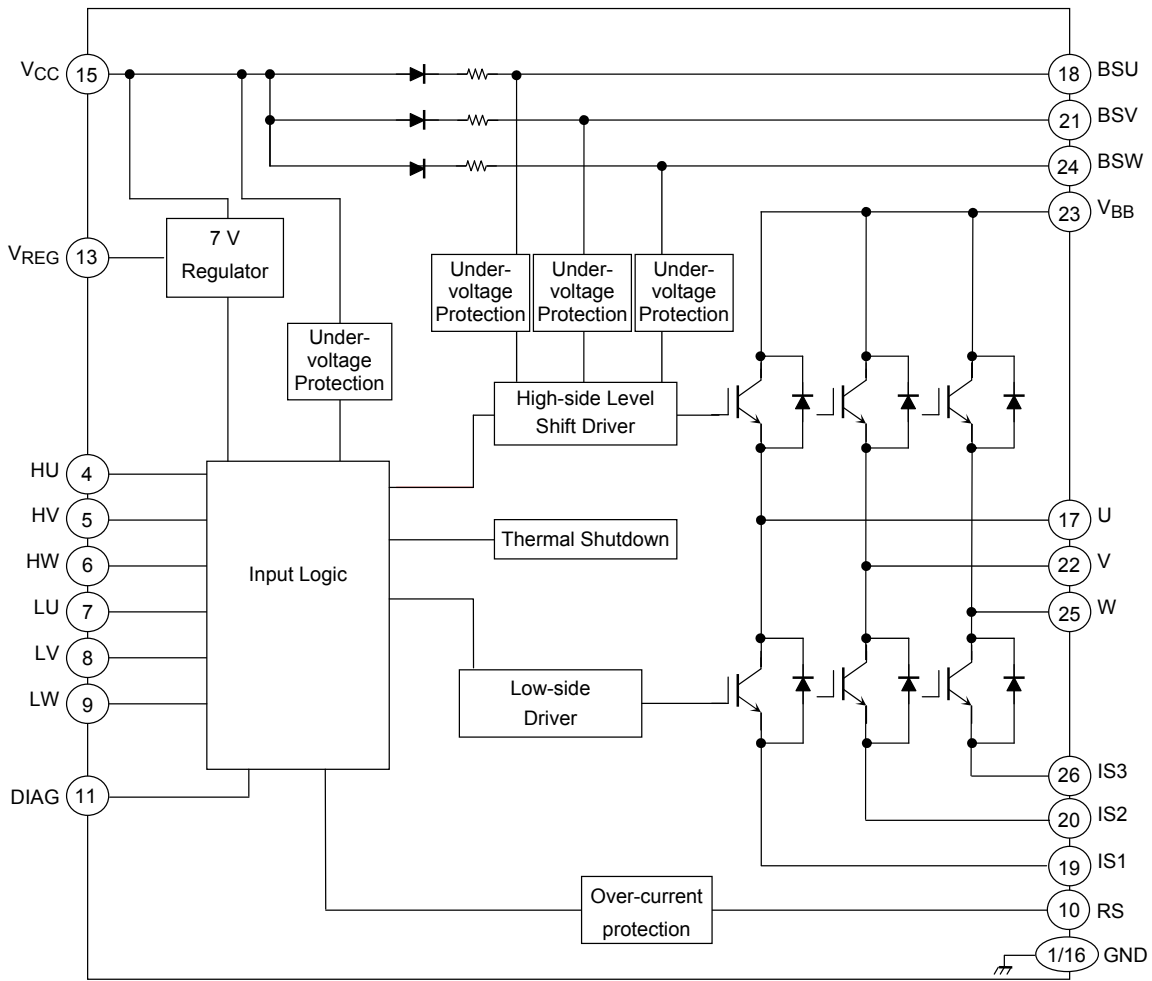 VCC 15
18 BSU
21 BSV
24 BSW
23 VBB
VREG 13
7 V
Regulator
Under-
voltage
Protection
Under-
voltage
Protection
Under-
voltage
Protection
Under-
voltage
Protection
High-side Level
Shift Driver
HU 4
HV 5
HW 6
LU 7
LV 8
LW 9
DIAG 11
Input Logic
Thermal Shutdown
Low-side
Driver
17 U
22 V
25 W
26 IS3
20 IS2
19 IS1
Over-current
protection
10 RS
1/16 GND